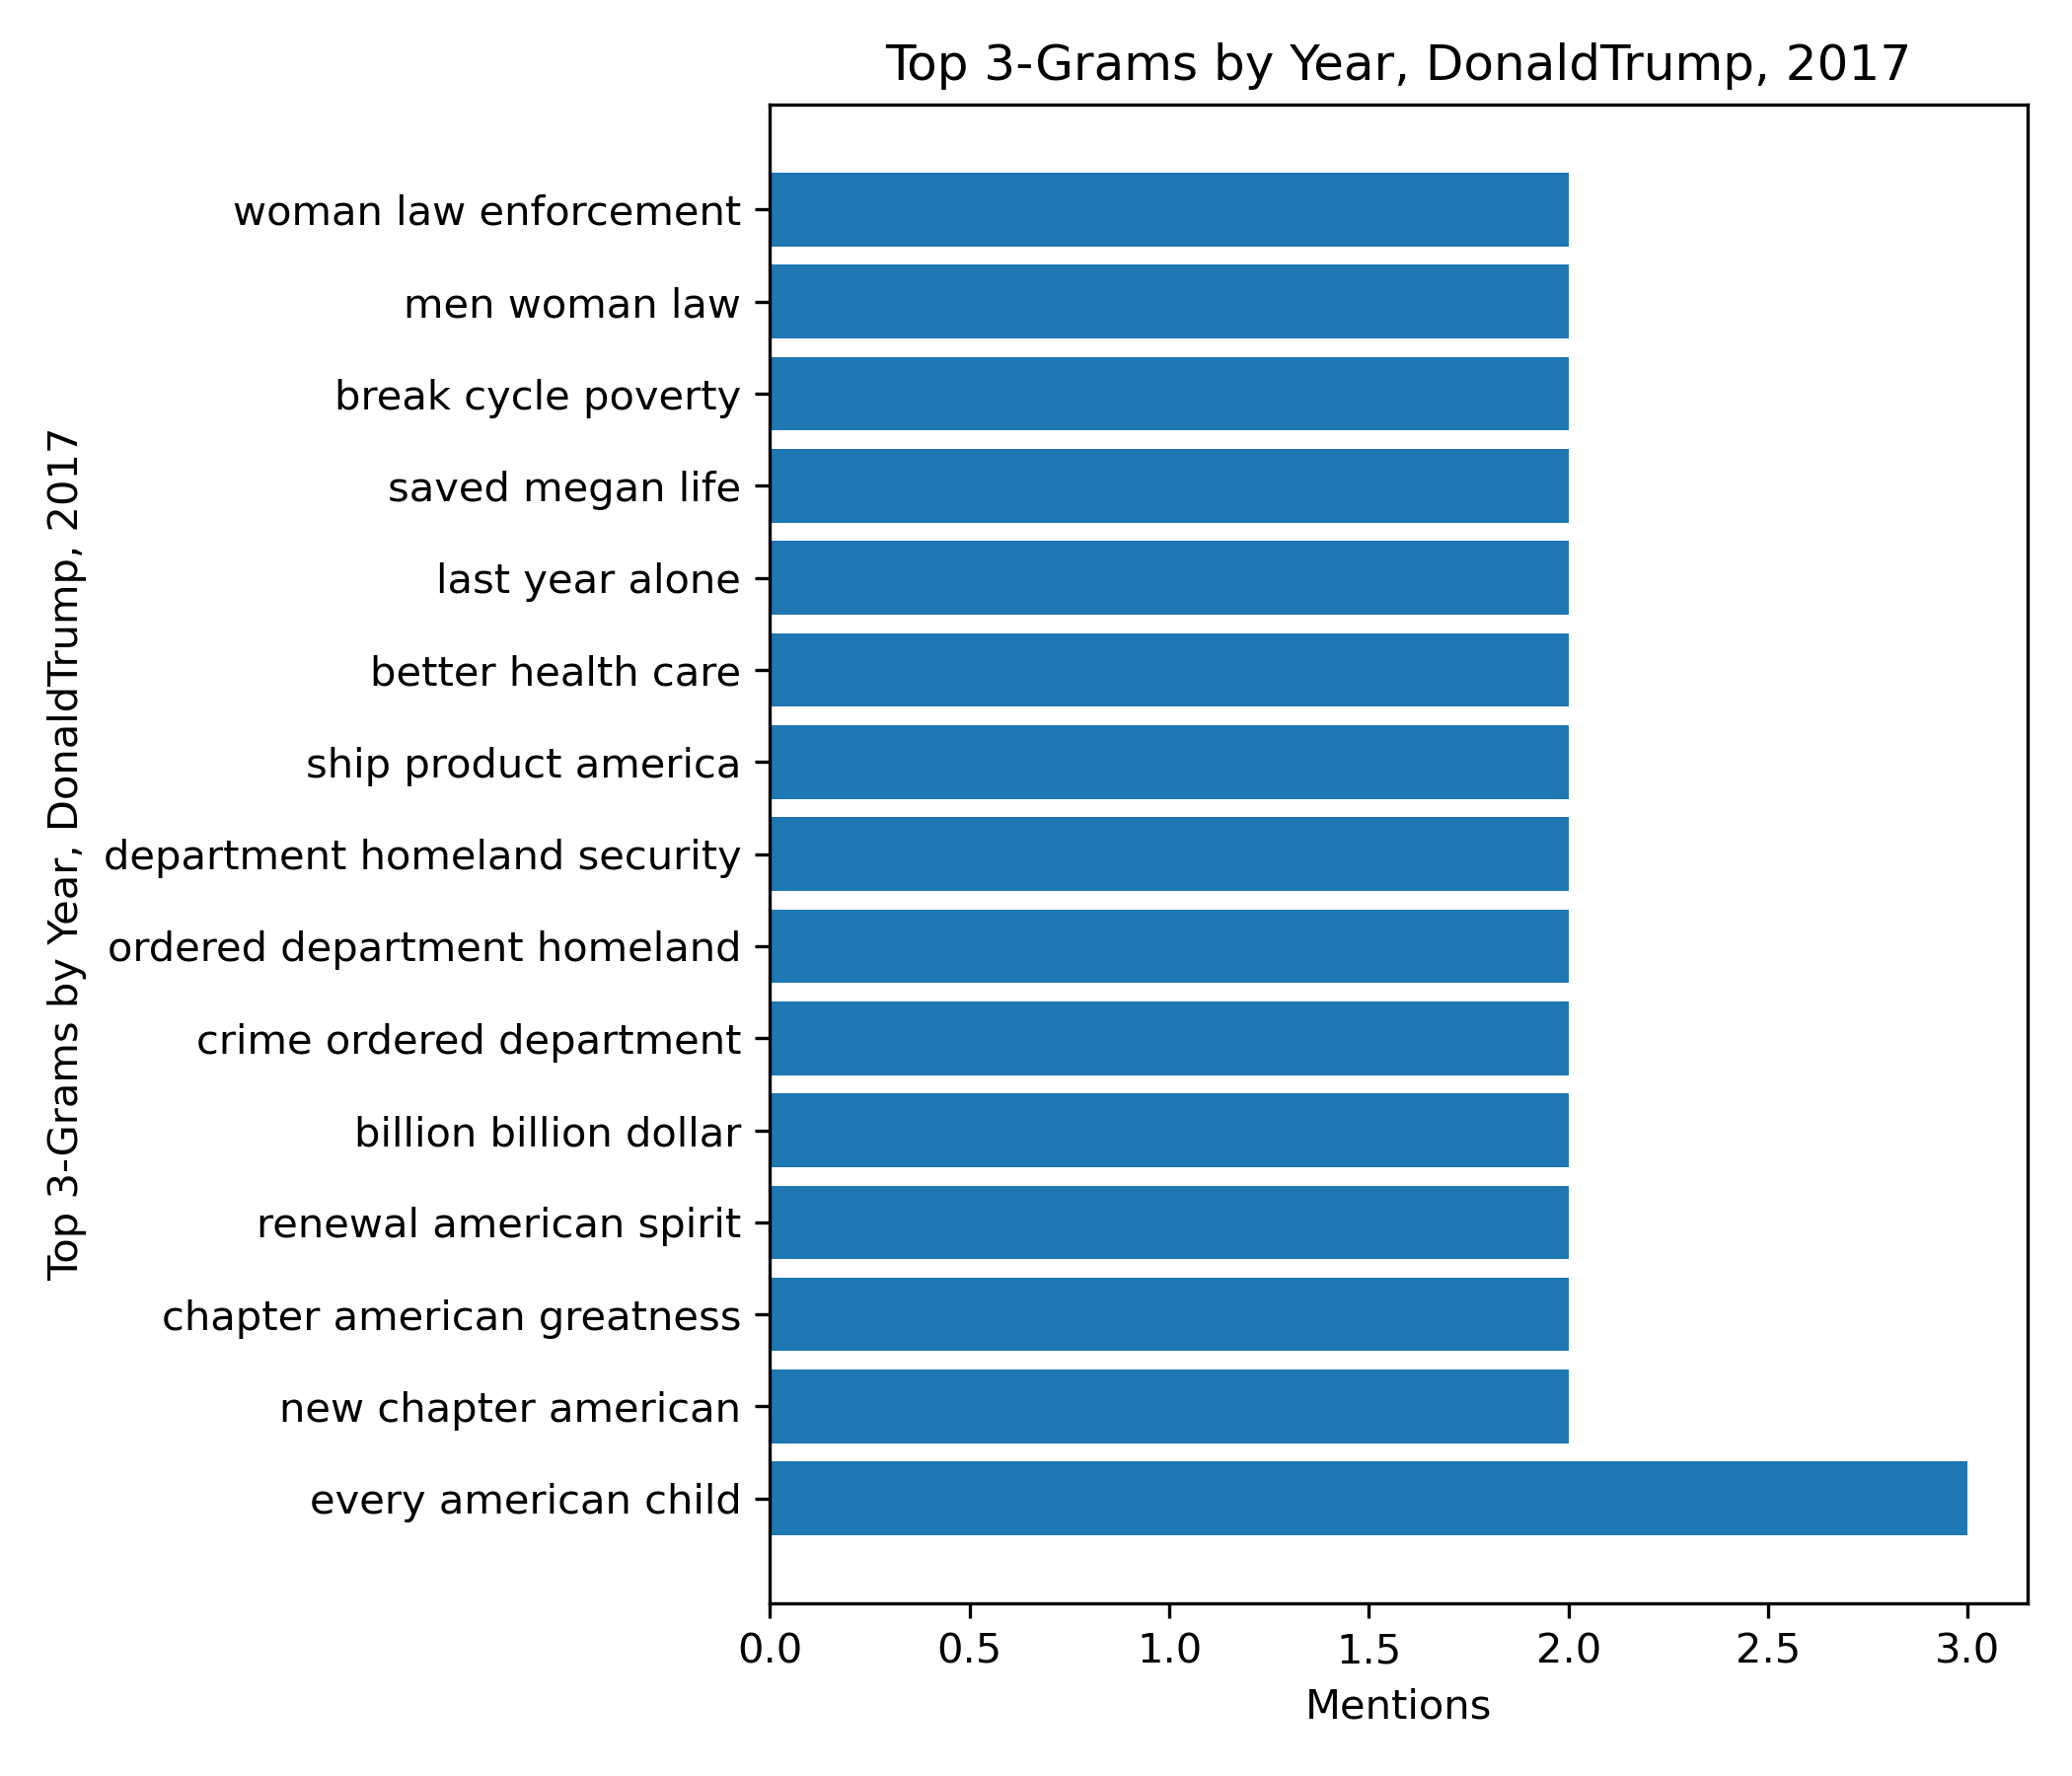 Top 3-Grams by Year, DonaldTrump, 2017
Top 3-Grams by Year, DonaldTrump, 2017
woman law enforcement
men woman law
break cycle poverty
saved megan life
last year alone
better health care
ship product america
department homeland security
ordered department homeland
crime ordered department
billion billion dollar
renewal american spirit
chapter american greatness
new chapter american
every american child
0.0 0.5 1.0 1.5 2.0 2.5 3.0
Mentions